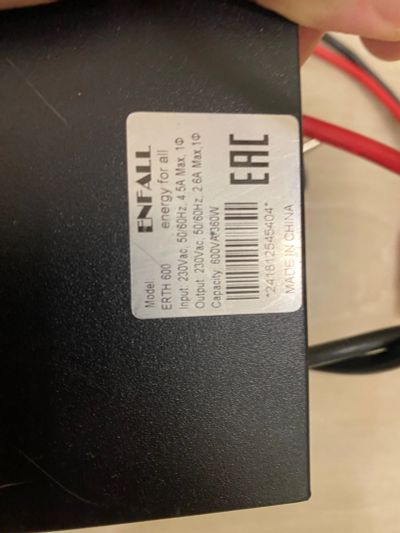 ENFALL
energy for all
Model
ERTH 600
Input: 230Vac, 50/60Hz, 4.5A Max, 1Φ
Output: 230Vac, 50/60Hz, 2.6A Max,1Φ
Capacity: 600VA/360W
EAC
*241612545404*
MADE IN CHINA